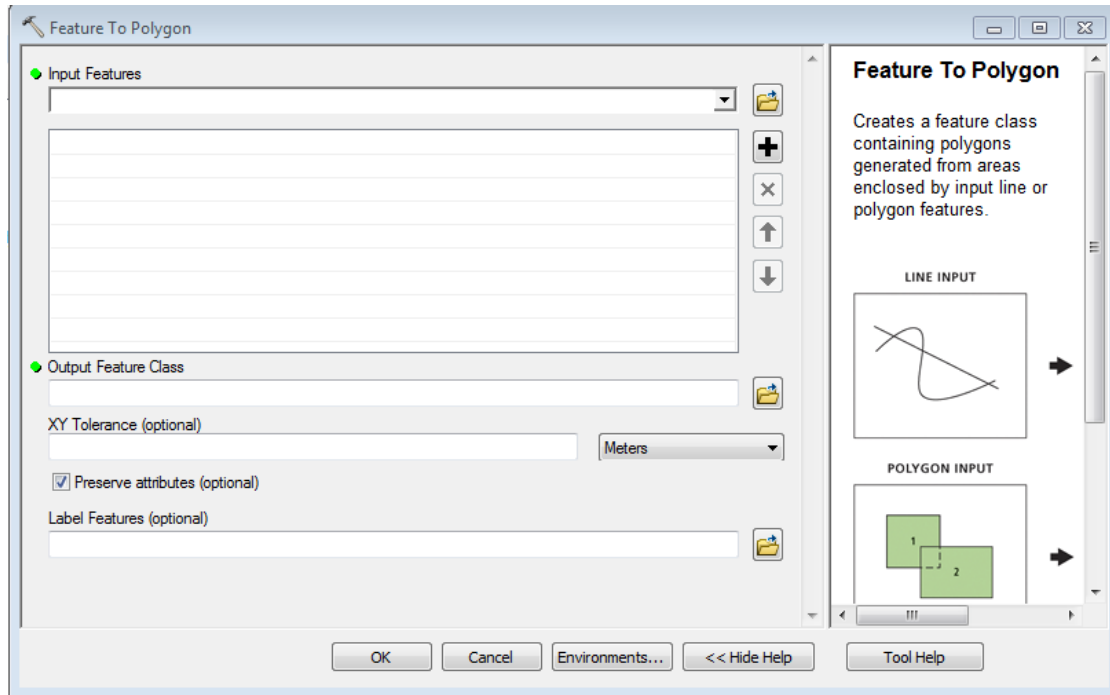 Feature To Polygon
Input Features
Output Feature Class
XY Tolerance (optional)
Meters
Preserve attributes (optional)
Label Features (optional)
OK
Cancel
Environments...
<< Hide Help
Feature To Polygon
Creates a feature class
containing polygons
generated from areas
enclosed by input line or
polygon features.
LINE INPUT
POLYGON INPUT
1
2
Tool Help